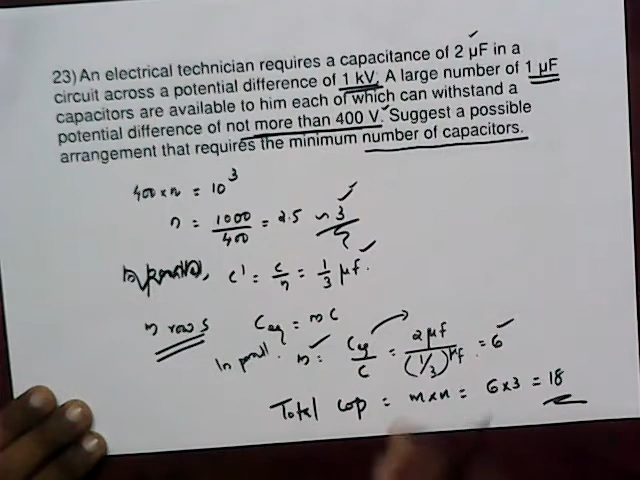 23) An electrical technician requires a capacitance of 2 µF in a
circuit across a potential difference of 1 kV. A large number of 1 µF
capacitors are available to him each of which can withstand a
potential difference of not more than 400 V. Suggest a possible
arrangement that requires the minimum number of capacitors.
400 × n = 10³
n = 1000/400 = 2.5 ~ 3
C' = C/n = 1/3 µf.
n rows Ceq = mC
In parall. = Ceq/C = 2µf/(1/3)µf = 6
Total cap = m×n = 6×3 = 18